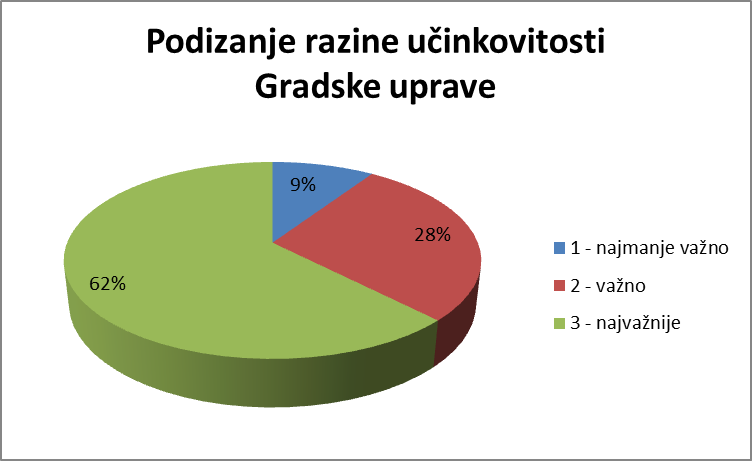 Podizanje razine učinkovitosti
Gradske uprave
9%
28%
62%
1 - najmanje važno
2 - važno
3 - najvažnije